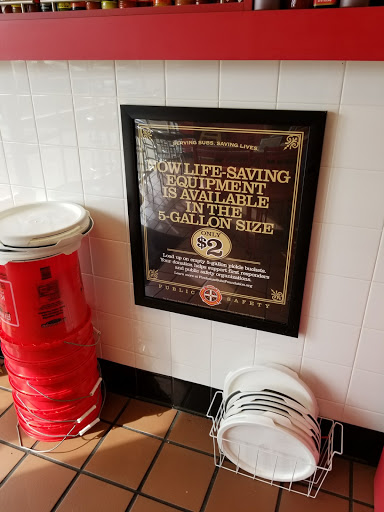 SERVING SUBS. SAVING LIVES.
NOW LIFE-SAVING
EQUIPMENT
IS AVAILABLE
IN THE
5-GALLON SIZE
ONLY
$2
Load up on empty 5-gallon pickle buckets.
Your donation helps support first responders
and public safety organizations.
PUBLIC SAFETY